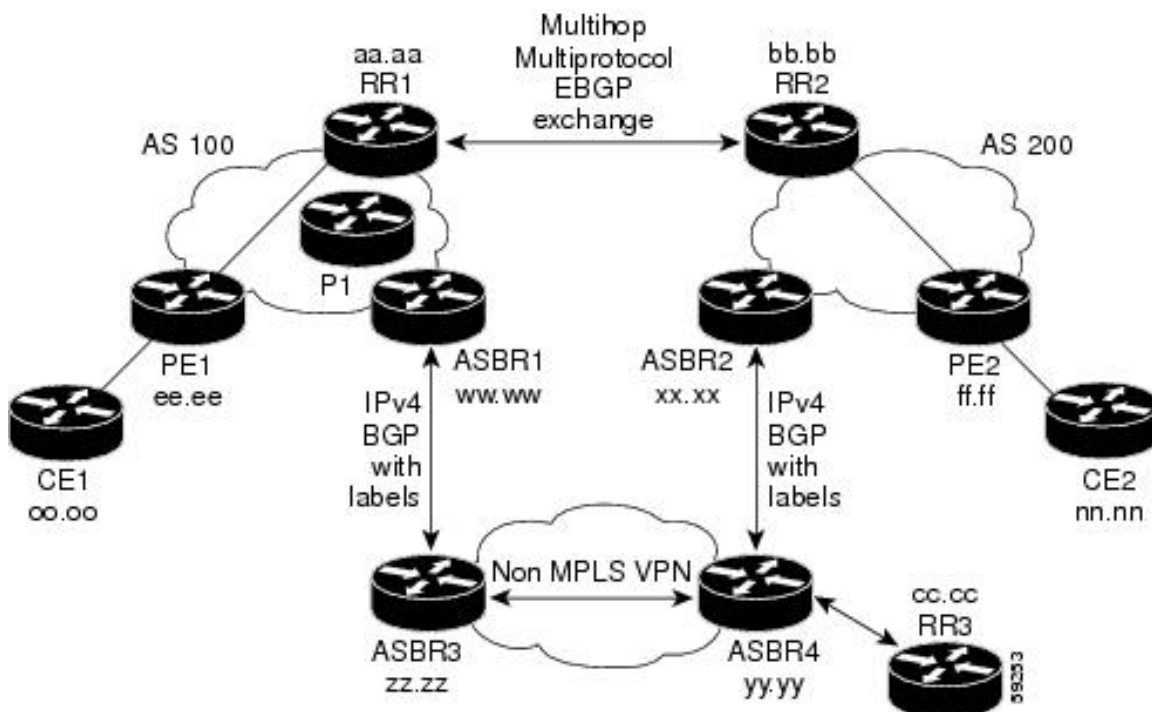 Multihop
Multiprotocol
EBGP
exchange
aa.aa
RR1
bb.bb
RR2
AS 100
AS 200
P1
PE1
ee.ee
ASBR1
ww.ww
ASBR2
xx.xx
PE2
ff.ff
CE1
oo.oo
IPv4
BGP
with
labels
IPv4
BGP
with
labels
CE2
nn.nn
Non MPLS VPN
ASBR3
zz.zz
ASBR4
yy.yy
cc.cc
RR3
59253